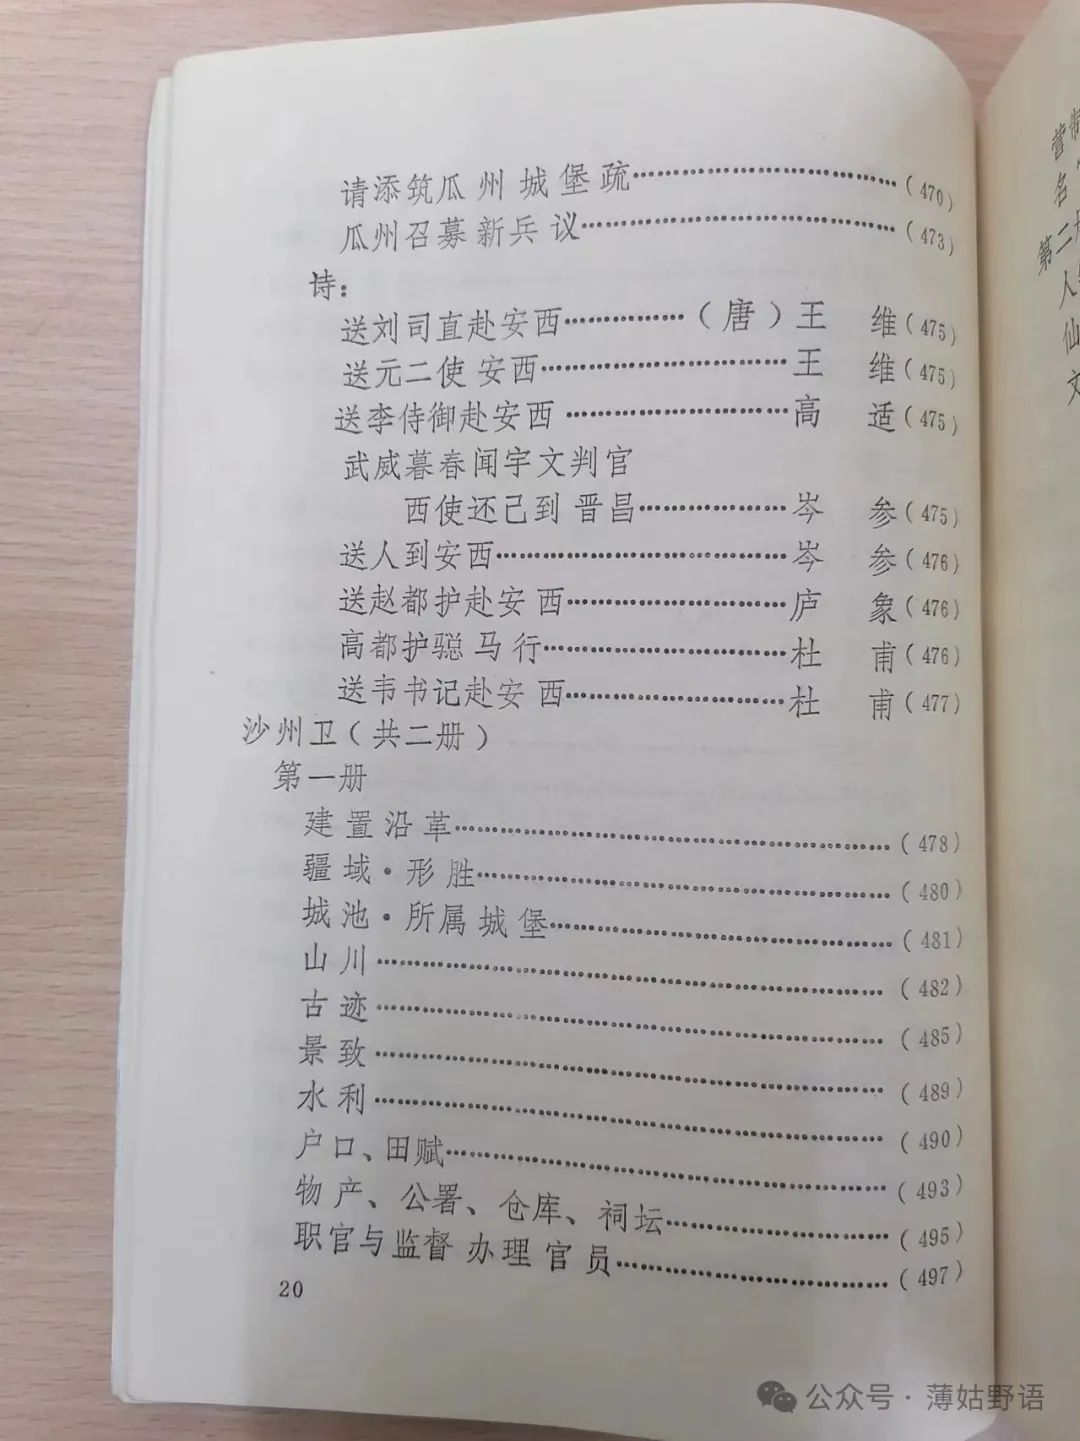 请添筑瓜州城堡疏……………………(470)
瓜州召募新兵议……………………(473)
诗：
送刘司直赴安西……………(唐)王 维(475)
送元二使安西……………………王 维(475)
送李侍御赴安西…………………高 适(475)
武威暮春闻宇文判官
西使还己到晋昌……………岑 参(475)
送人到安西………………………岑 参(476)
送赵都护赴安西…………………庐 象(476)
高都护骢马行……………………杜 甫(476)
送韦书记赴安西…………………杜 甫(477)
沙州卫(共二册)
第一册
建置沿革……………………………(478)
疆域·形胜…………………………(480)
城池·所属城堡……………………(481)
山川…………………………………(482)
古迹…………………………………(485)
景致…………………………………(489)
水利…………………………………(490)
户口、田赋…………………………(493)
物产、公署、仓库、祠坛…………(495)
职官与监督办理官员………………(497)
20
名
第二
人
仙
文
公众号·薄姑野语